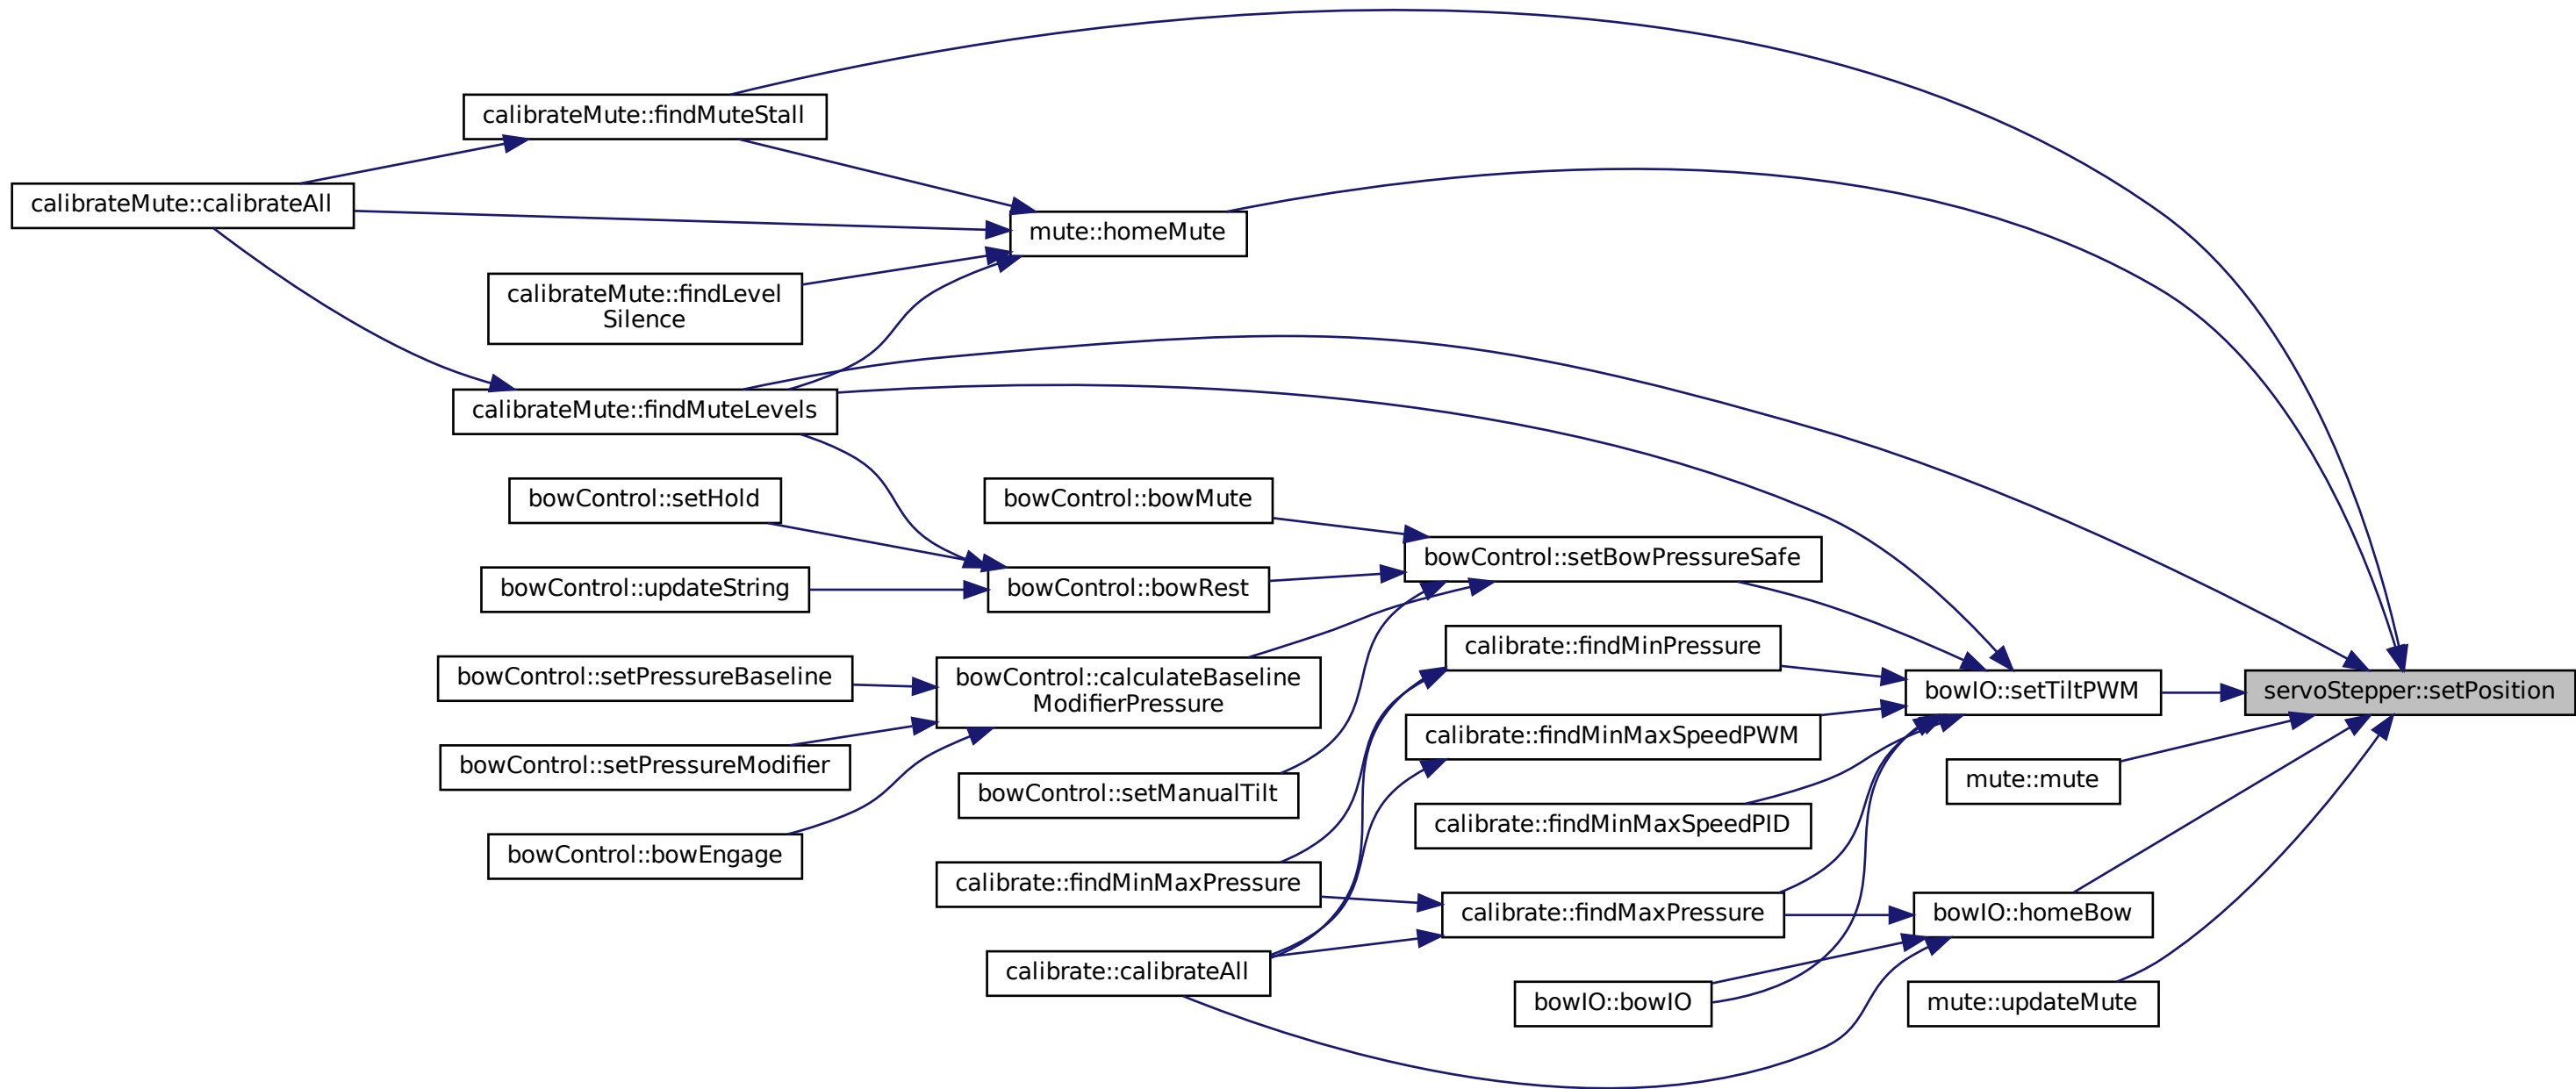 calibrateMute::findMuteStall
calibrateMute::calibrateAll
mute::homeMute
calibrateMute::findLevel
Silence
calibrateMute::findMuteLevels
bowControl::setHold
bowControl::bowMute
bowControl::setBowPressureSafe
bowControl::updateString
bowControl::bowRest
calibrate::findMinPressure
bowControl::setPressureBaseline
bowControl::calculateBaseline
ModifierPressure
bowIO::setTiltPWM
servoStepper::setPosition
calibrate::findMinMaxSpeedPWM
bowControl::setPressureModifier
bowControl::setManualTilt
mute::mute
calibrate::findMinMaxSpeedPID
bowControl::bowEngage
calibrate::findMinMaxPressure
calibrate::findMaxPressure
bowIO::homeBow
calibrate::calibrateAll
bowIO::bowIO
mute::updateMute